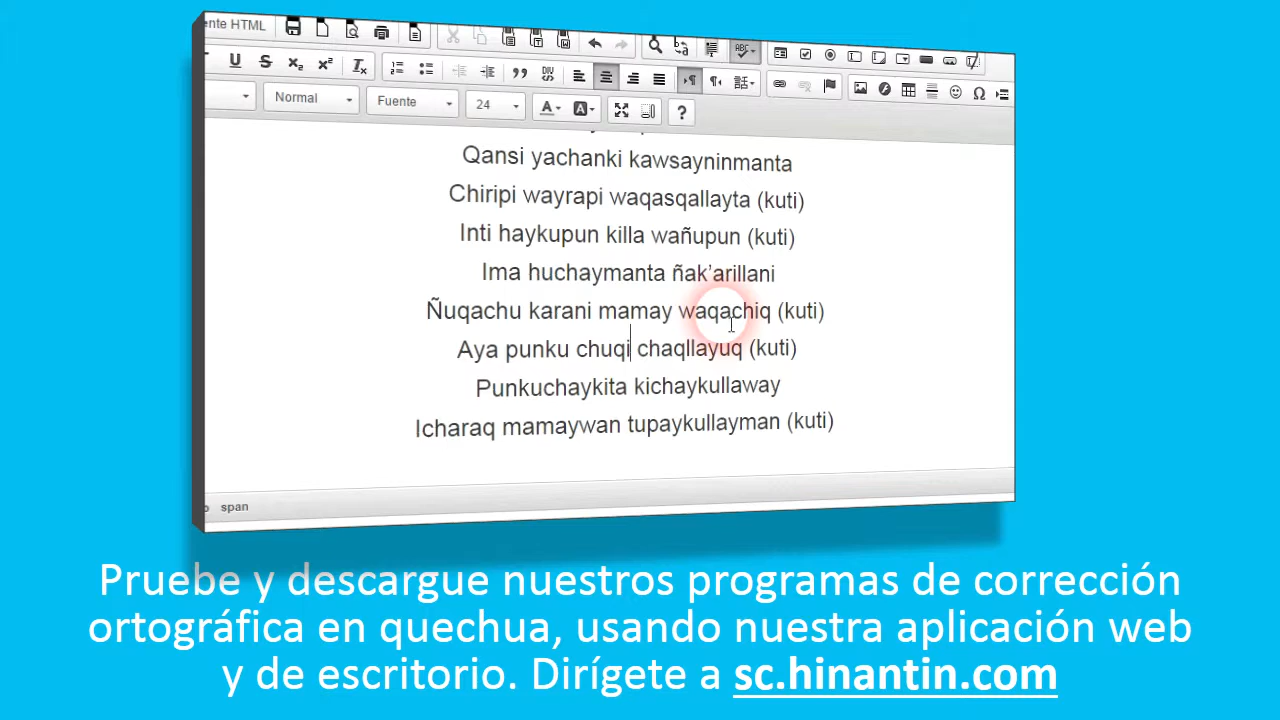 ente HTML
Normal Fuente 24
Qansi yachanki kawsayninmanta
Chiripi wayrapi waqasqallayta (kuti)
Inti haykupun killa wañupun (kuti)
Ima huchaymanta ñak'arillani
Ñuqachu karani mamay waqachiq (kuti)
Aya punku chuqi chaqllayuq (kuti)
Punkuchaykita kichaykullaway
Icharaq mamaywan tupaykullayman (kuti)
span
Pruebe y descargue nuestros programas de corrección
ortográfica en quechua, usando nuestra aplicación web
y de escritorio. Dirígete a sc.hinantin.com